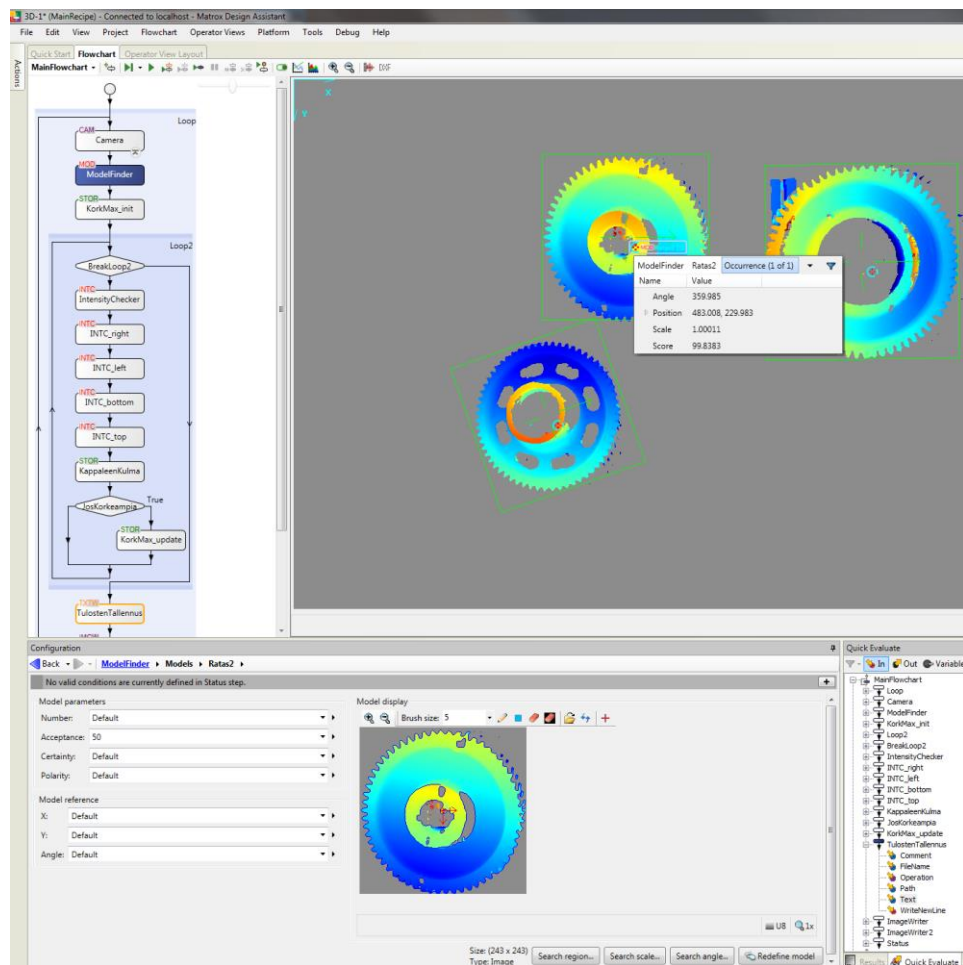 3D-1* (MainRecipe) - Connected to localhost - Matrox Design Assistant
File Edit View Project Flowchart Operator Views Platform Tools Debug Help
Quick Start Flowchart Operator View Layout
Actions
MainFlowchart
DXF
X
Y
Loop
CAM
Camera
MOD
ModelFinder
STOR
KorkMax_init
Loop2
BreakLoop2
INTC
IntensityChecker
INTC
INTC_right
INTC
INTC_left
INTC
INTC_bottom
INTC
INTC_top
STOR
KappaleenKulma
JosKorkeampia
True
STOR
KorkMax_update
TXTW
TulostenTallennus
ModelFinder Ratas2 Occurrence (1 of 1)
Name Value
Angle 359.985
Position 483.008, 229.983
Scale 1.00011
Score 99.8383
Configuration
Back ModelFinder Models Ratas2
No valid conditions are currently defined in Status step.
Model parameters
Number: Default
Acceptance: 50
Certainty: Default
Polarity: Default
Model reference
X: Default
Y: Default
Angle: Default
Model display
Brush size: 5
U8 1x
Size: (243 x 243)
Type: Image
Search region... Search scale... Search angle... Redefine model
Quick Evaluate
In Out Variable
MainFlowchart
Loop
Camera
ModelFinder
KorkMax_init
Loop2
BreakLoop2
IntensityChecker
INTC_right
INTC_left
INTC_bottom
INTC_top
KappaleenKulma
JosKorkeampia
KorkMax_update
TulostenTallennus
Comment
FileName
Operation
Path
Text
WriteNewLine
ImageWriter
ImageWriter2
Status
Results Quick Evaluate